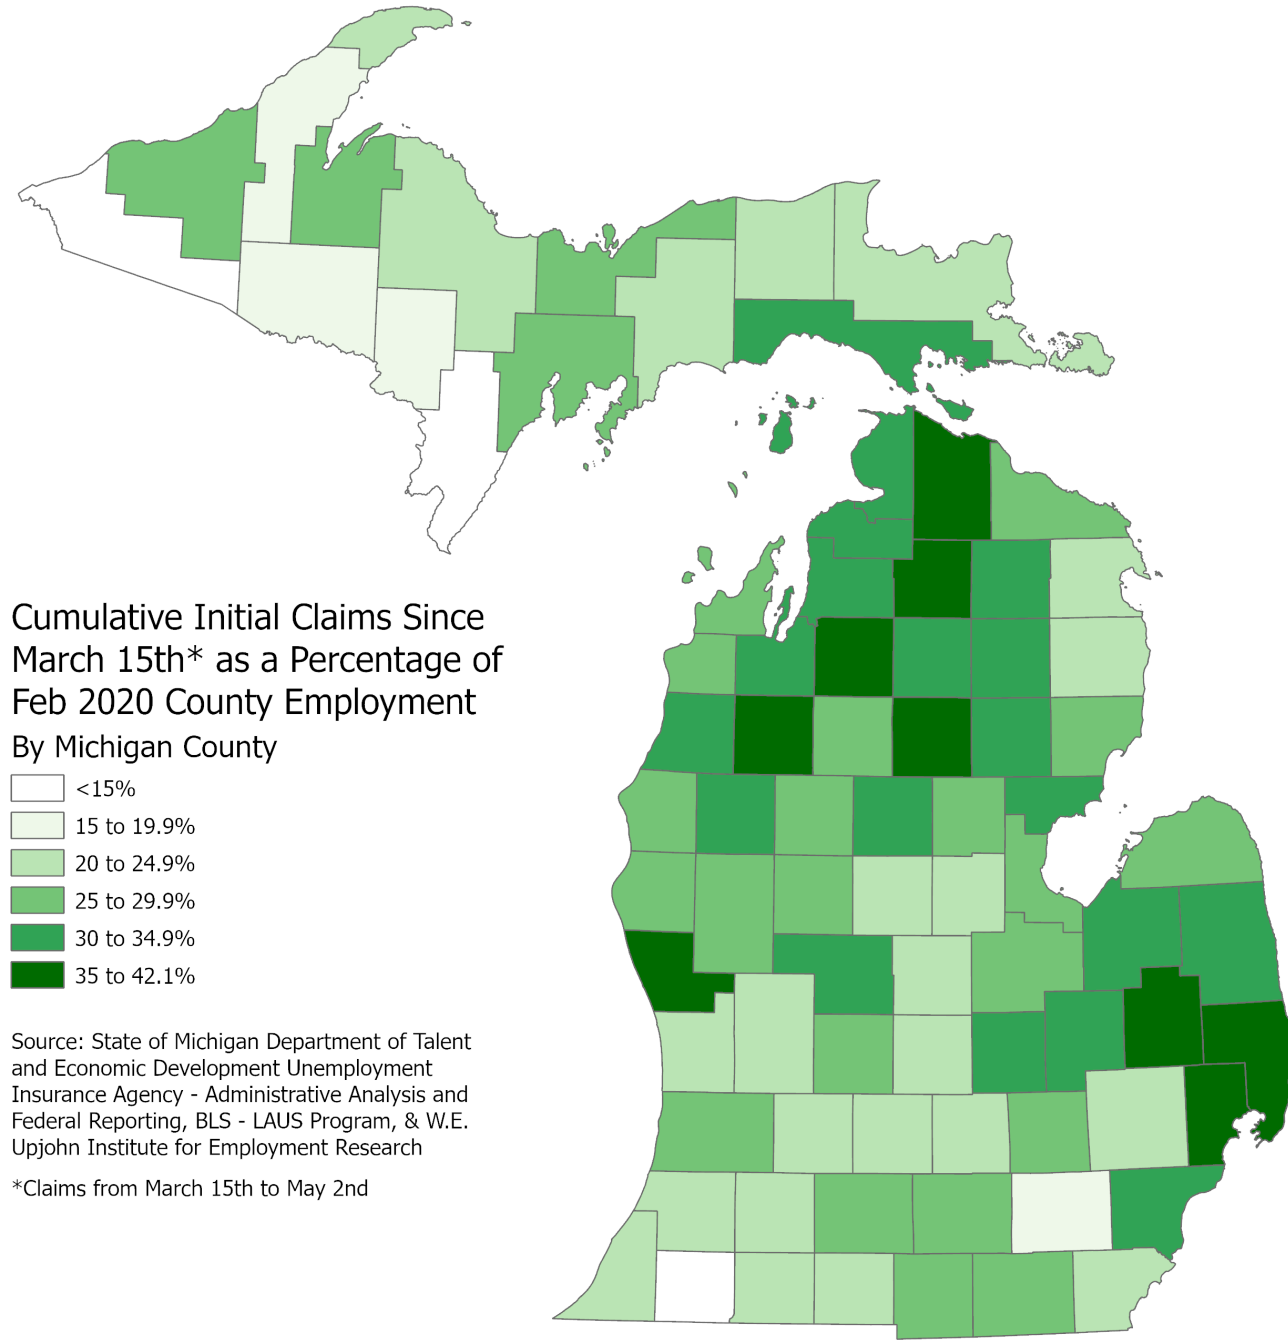 Cumulative Initial Claims Since
March 15th* as a Percentage of
Feb 2020 County Employment
By Michigan County
<15%
15 to 19.9%
20 to 24.9%
25 to 29.9%
30 to 34.9%
35 to 42.1%
Source: State of Michigan Department of Talent
and Economic Development Unemployment
Insurance Agency - Administrative Analysis and
Federal Reporting, BLS - LAUS Program, & W.E.
Upjohn Institute for Employment Research
*Claims from March 15th to May 2nd